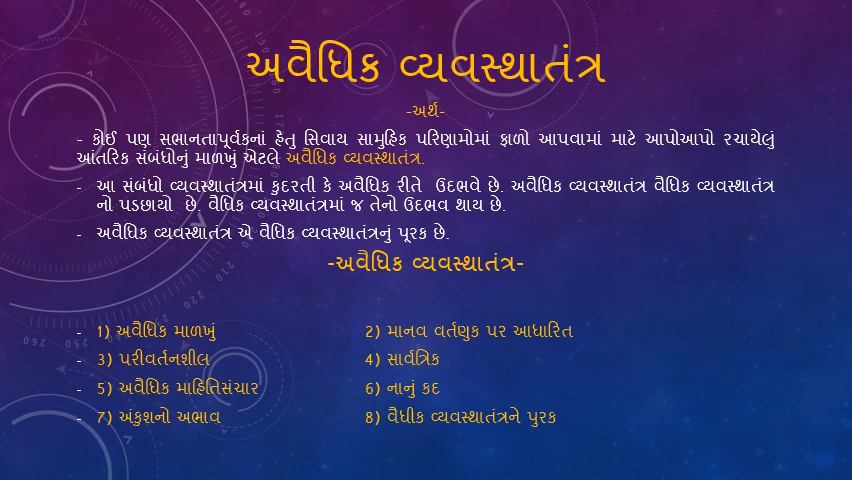 અવૈધિક વ્યવસ્થાતંત્ર
-અર્થ-
- કોઈ પણ સભાનતાપૂર્વકનાં હેતુ સિવાય સામુહિક પરિણામોમાં ફાળો આપવામાં માટે આપોઆપો રચાયેલું
આંતરિક સંબંધોનું માળખું એટલે અવૈધિક વ્યવસ્થાતંત્ર.
- આ સંબંધો વ્યવસ્થાતંત્રમાં કુદરતી કે અવૈધિક રીતે ઉદભવે છે. અવૈધિક વ્યવસ્થાતંત્ર વૈધિક વ્યવસ્થાતંત્ર
નો પડછાયો છે. વૈધિક વ્યવસ્થાતંત્રમાં જ તેનો ઉદભવ થાય છે.
- અવૈધિક વ્યવસ્થાતંત્ર એ વૈધિક વ્યવસ્થાતંત્રનું પૂરક છે.
-અવૈધિક વ્યવસ્થાતંત્ર-
- 1) અવૈધિક માળખું 2) માનવ વર્તણુક પર આધારિત
- 3) પરીવર્તનશીલ 4) સાર્વત્રિક
- 5) અવૈધિક માહિતિસંચાર 6) નાનું કદ
- 7) અંકુશનો અભાવ 8) વૈધીક વ્યવસ્થાતંત્રને પુરક